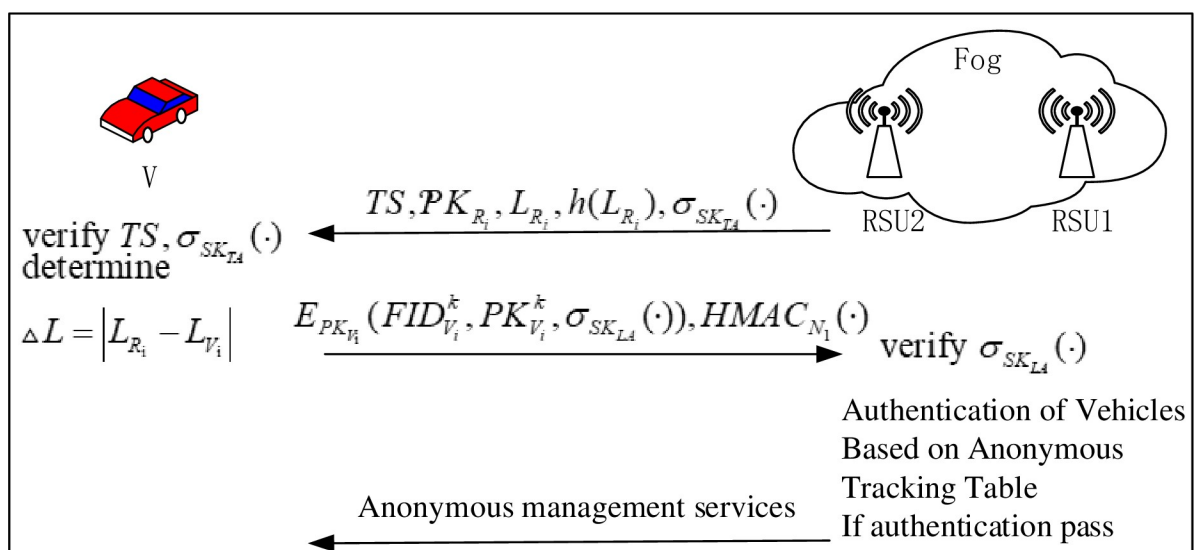 Fog
V
RSU2
RSU1
TS, PK_{R_i}, L_{R_i}, h(L_{R_i}), σ_{SK_{TA}}(·)
verify TS, σ_{SK_{TA}}(·)
determine
△L = |L_{R_i} − L_{V_i}|
E_{PK_{V_i}}(FID^k_{V_i}, PK^k_{V_i}, σ_{SK_{LA}}(·)), HMAC_{N_1}(·)
verify σ_{SK_{LA}}(·)
Authentication of Vehicles
Based on Anonymous
Tracking Table
If authentication pass
Anonymous management services